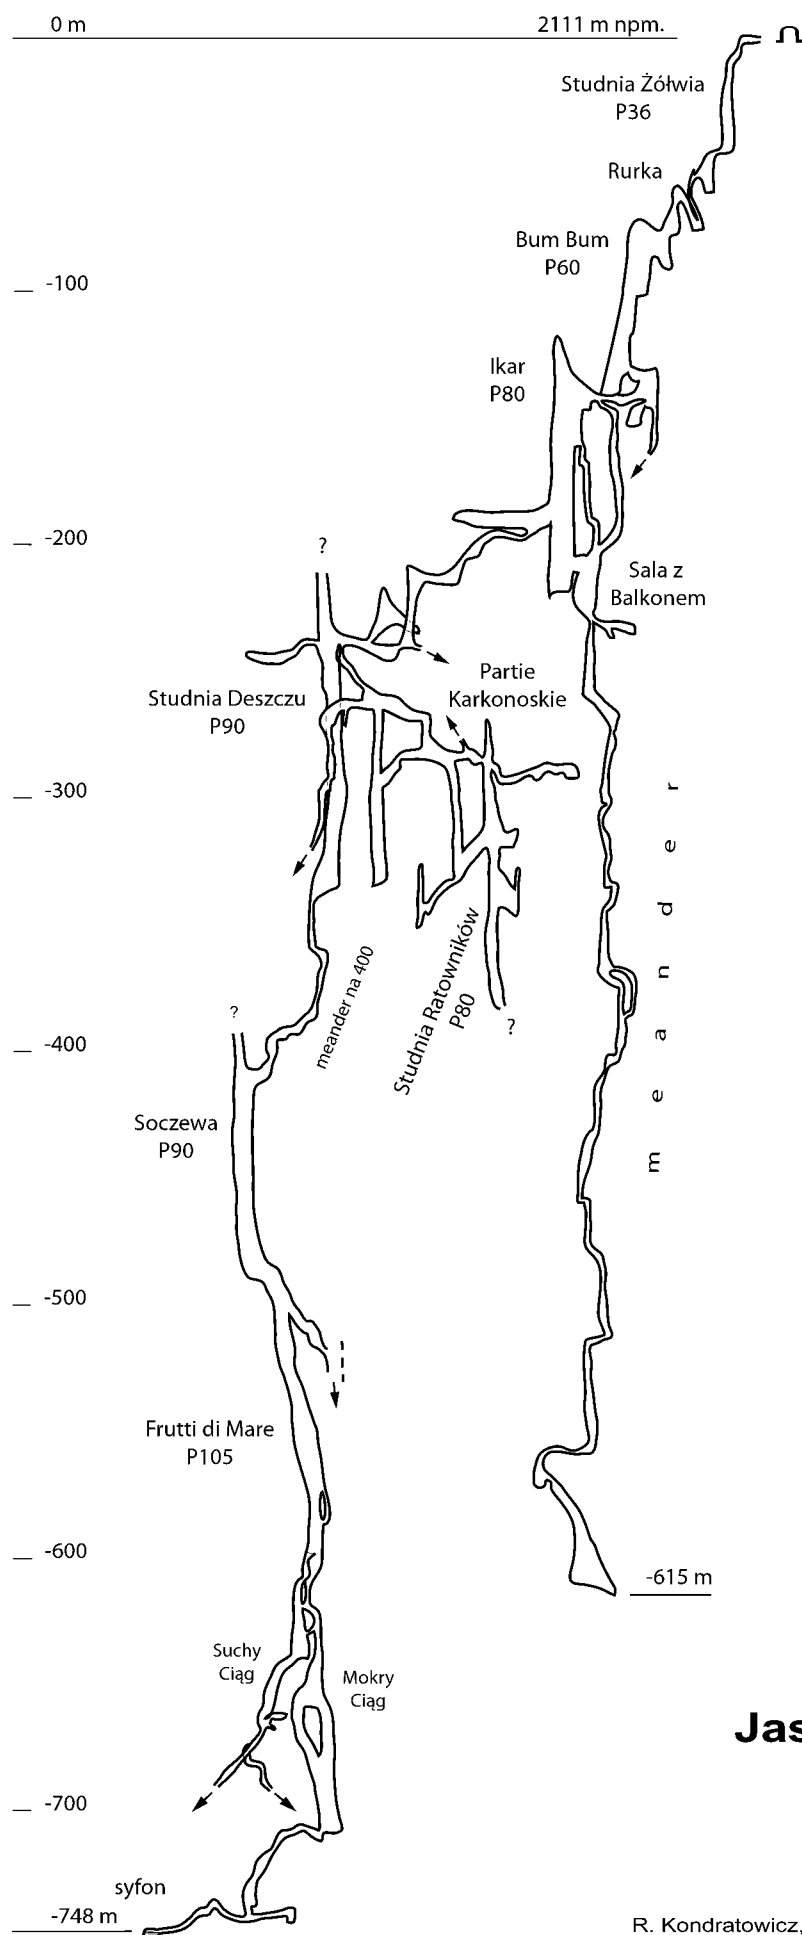 0 m
2111 m npm.
Studnia Żółwia
P36
Rurka
Bum Bum
P60
-100
Ikar
P80
-200
?
Sala z
Balkonem
Partie
Karkonoskie
Studnia Deszczu
P90
-300
meander
meander na 400
Studnia Ratowników
P80
?
?
-400
Soczewa
P90
-500
Frutti di Mare
P105
-600
-615 m
Suchy
Ciąg
Mokry
Ciąg
Jas
-700
syfon
-748 m
R. Kondratowicz,